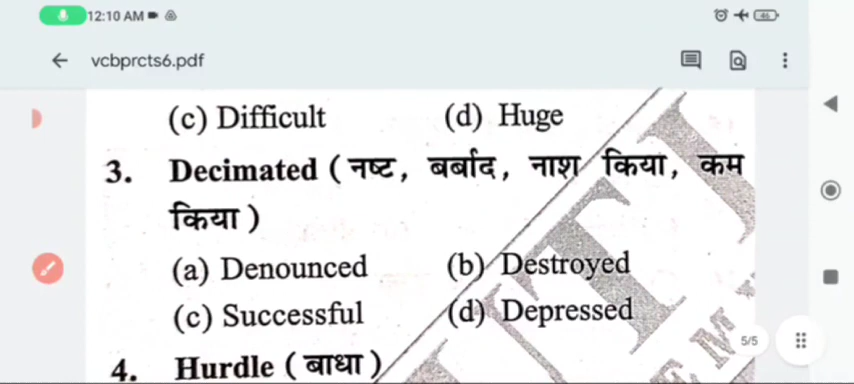 12:10 AM
46
vcbprcts6.pdf
(c) Difficult (d) Huge
3. Decimated ( नष्ट, बर्बाद, नाश किया, कम
किया )
(a) Denounced (b) Destroyed
(c) Successful (d) Depressed
5/5
4. Hurdle ( बाधा )